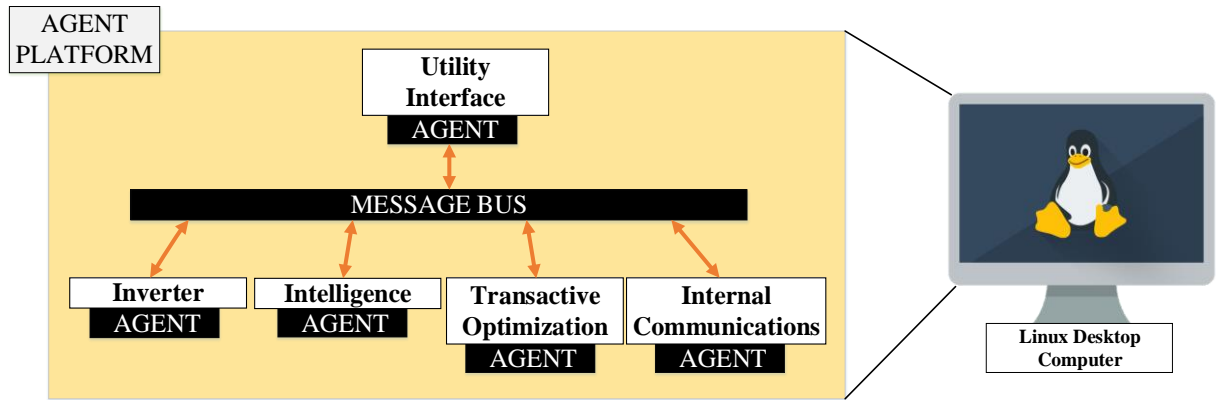 AGENT
PLATFORM
Utility
Interface
AGENT
MESSAGE BUS
Inverter
AGENT
Intelligence
AGENT
Transactive
Optimization
AGENT
Internal
Communications
AGENT
Linux Desktop
Computer